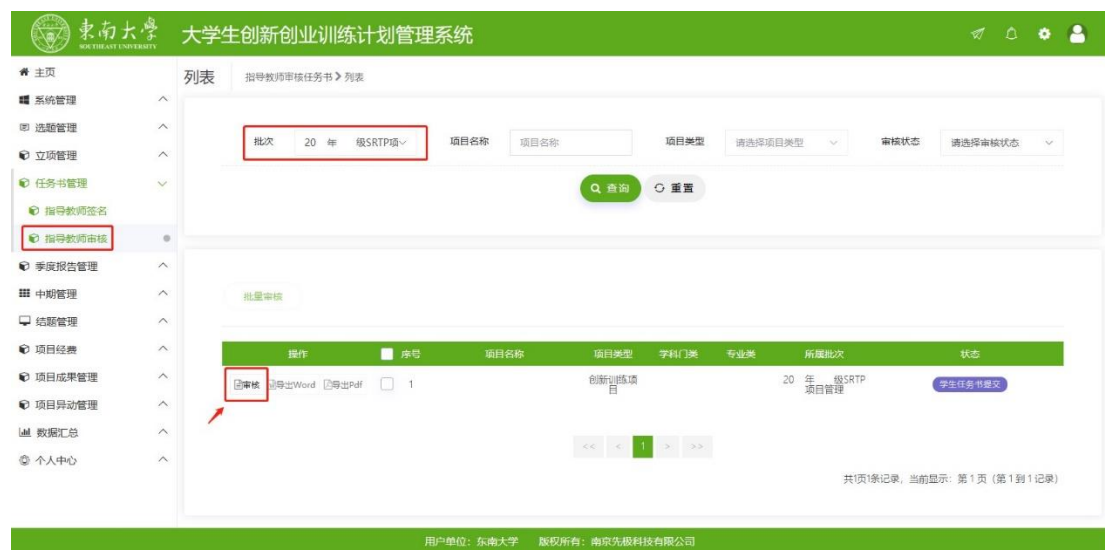 東南大學 大学生创新创业训练计划管理系统
SOUTHEAST UNIVERSITY
主页
列表 指导教师审核任务书 > 列表
系统管理
选题管理
批次 20 年 级SRTP项 项目名称 项目名称 项目类型 请选择项目类型 审核状态 请选择审核状态
立项管理
任务书管理
查询 重置
指导教师签名
指导教师审核
季度报告管理
中期管理
批量审核
结题管理
项目经费
操作 序号 项目名称 项目类型 学科门类 专业类 所属批次 状态
项目成果管理
审核 导出Word 导出Pdf 1 创新训练项目 20 年 级SRTP项目管理 学生任务书提交
项目异动管理
数据汇总
<< < 1 > >>
个人中心
共1页1条记录, 当前显示: 第1页 (第1到1记录)
用户单位: 东南大学 版权所有: 南京先极科技有限公司